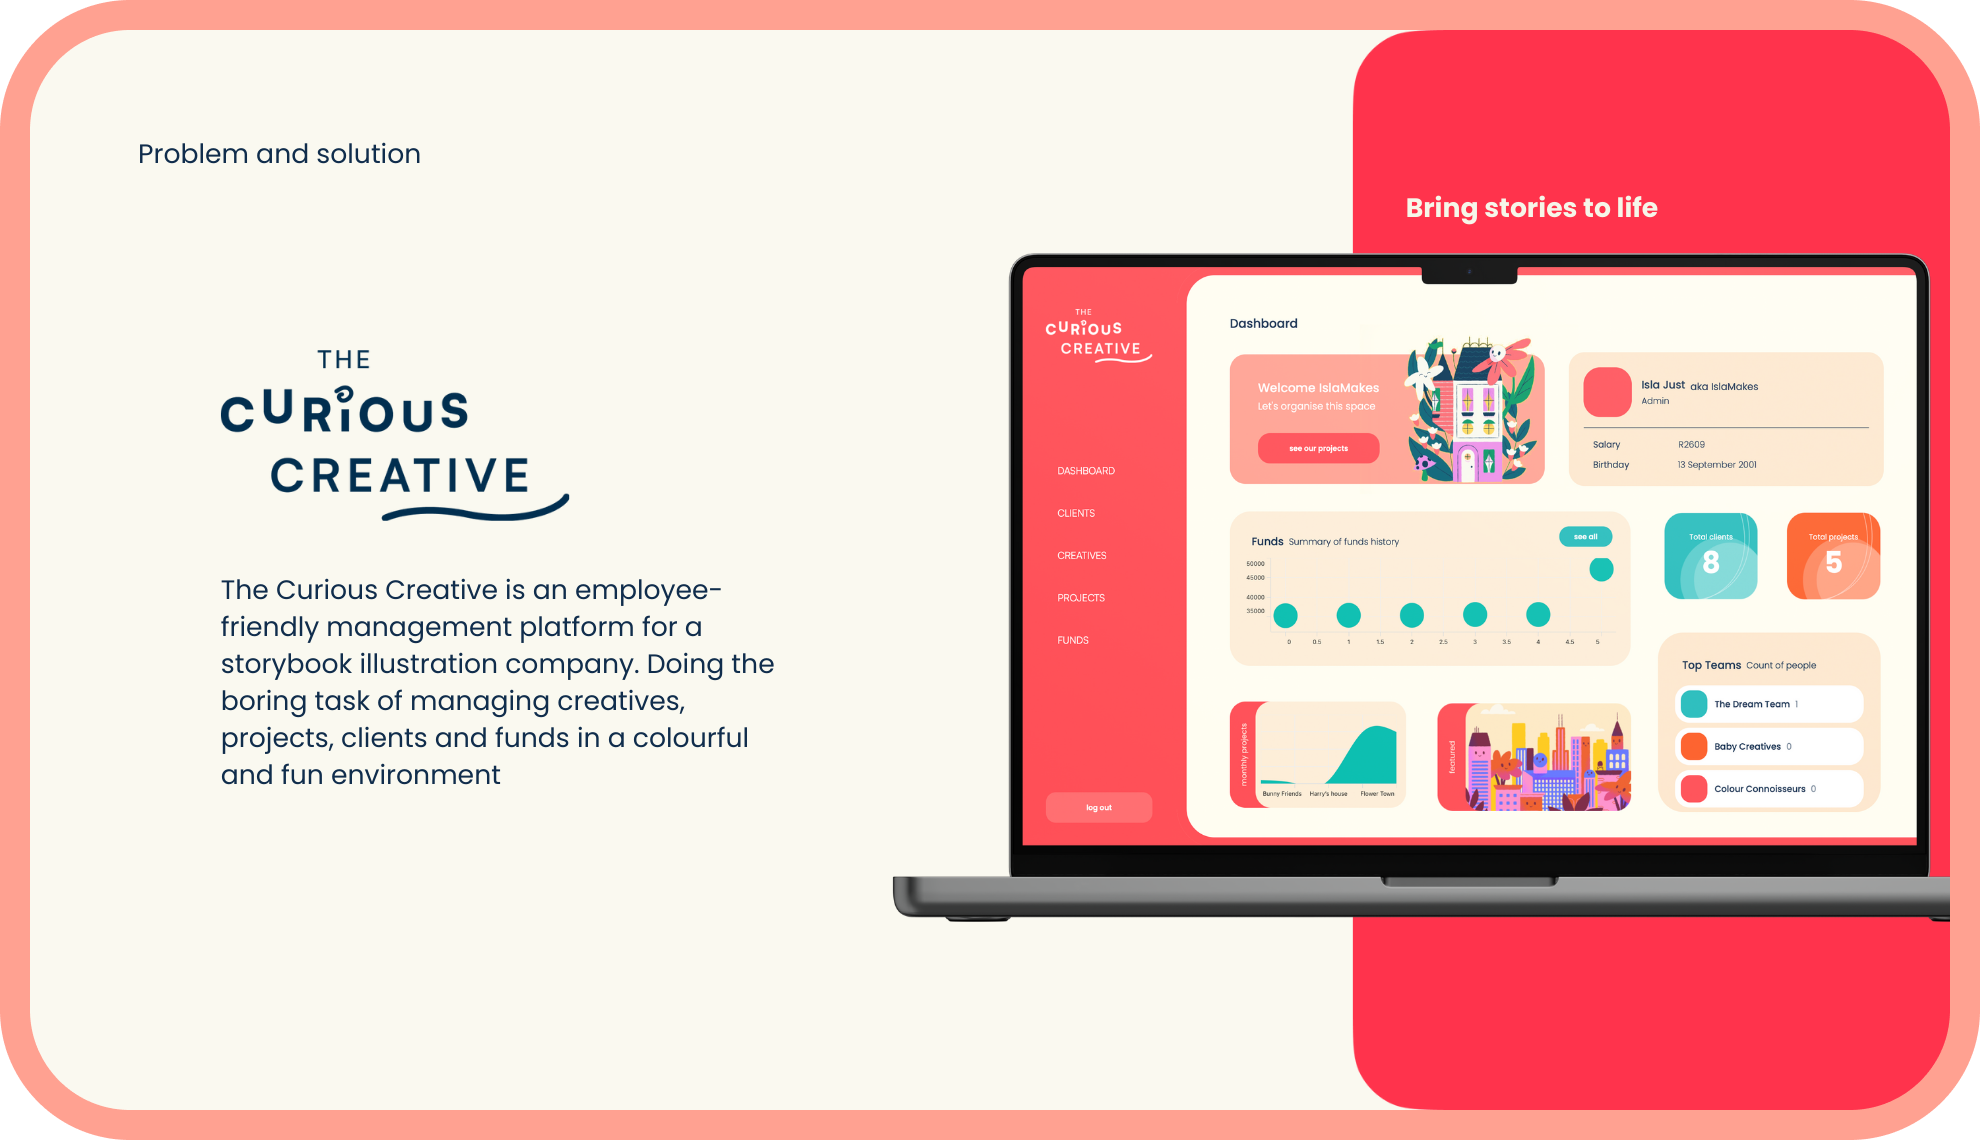 Problem and solution
Bring stories to life
THE
CURIOUS
CREATIVE
The Curious Creative is an employee-
friendly management platform for a
storybook illustration company. Doing the
boring task of managing creatives,
projects, clients and funds in a colourful
and fun environment
THE
CURIOUS
CREATIVE
DASHBOARD
CLIENTS
CREATIVES
PROJECTS
FUNDS
log out
Dashboard
Welcome IslaMakes
Let's organise this space
see our projects
Isla Just aka IslaMakes
Admin
Salary R2609
Birthday 13 September 2001
Funds Summary of funds history
see all
50000
45000
40000
35000
0 0.5 1 1.5 2 2.5 3 3.5 4 4.5 5
Total clients
8
Total projects
5
Top Teams Count of people
The Dream Team 1
Baby Creatives 0
Colour Connoisseurs 0
monthly projects
Bunny Friends Harry's house Flower Town
featured